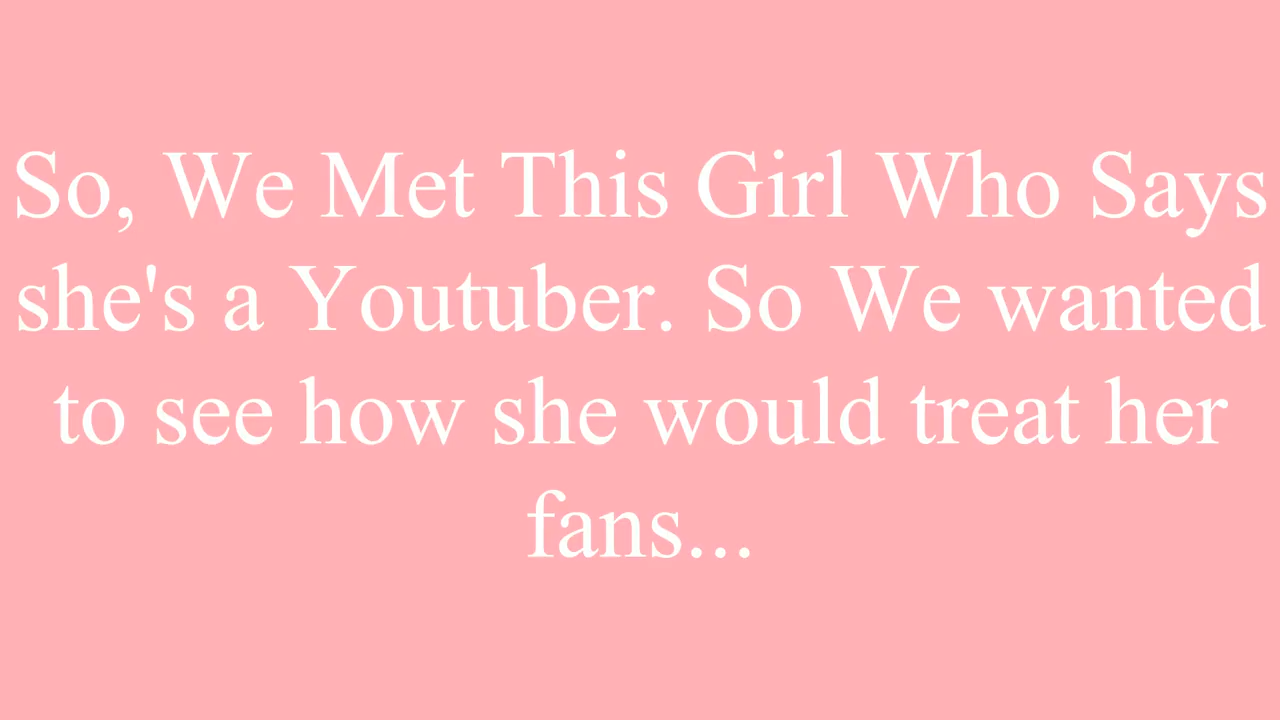 So, We Met This Girl Who Says
she's a Youtuber. So We wanted
to see how she would treat her
fans...